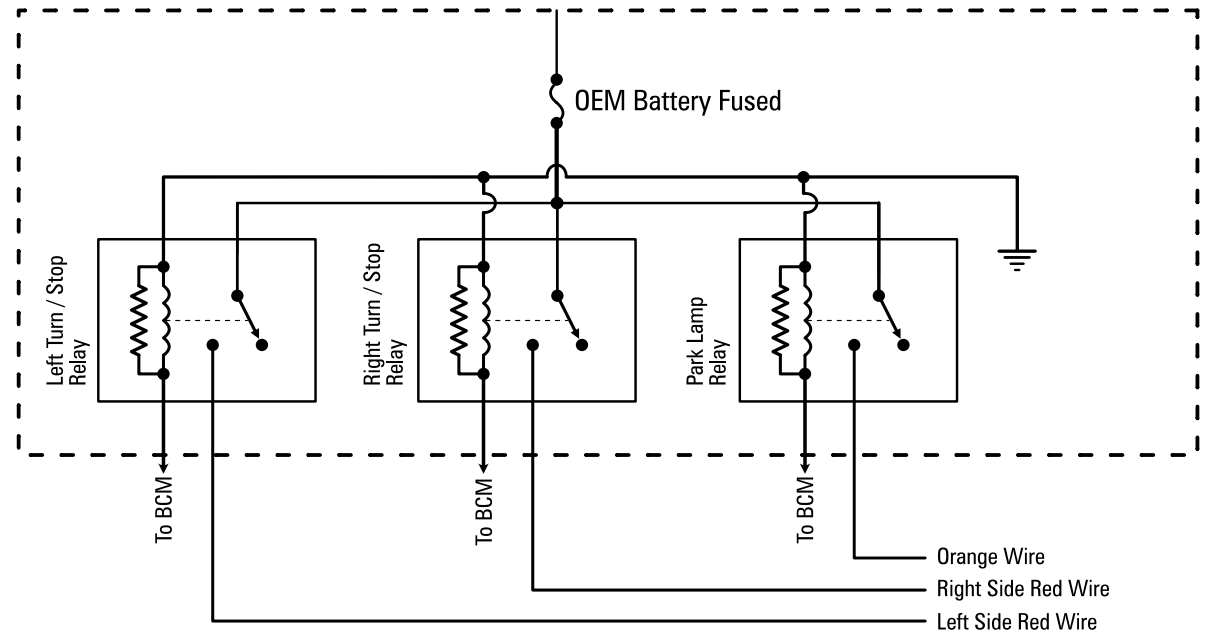 OEM Battery Fused
Left Turn / Stop
Relay
Right Turn / Stop
Relay
Park Lamp
Relay
To BCM
To BCM
To BCM
Orange Wire
Right Side Red Wire
Left Side Red Wire